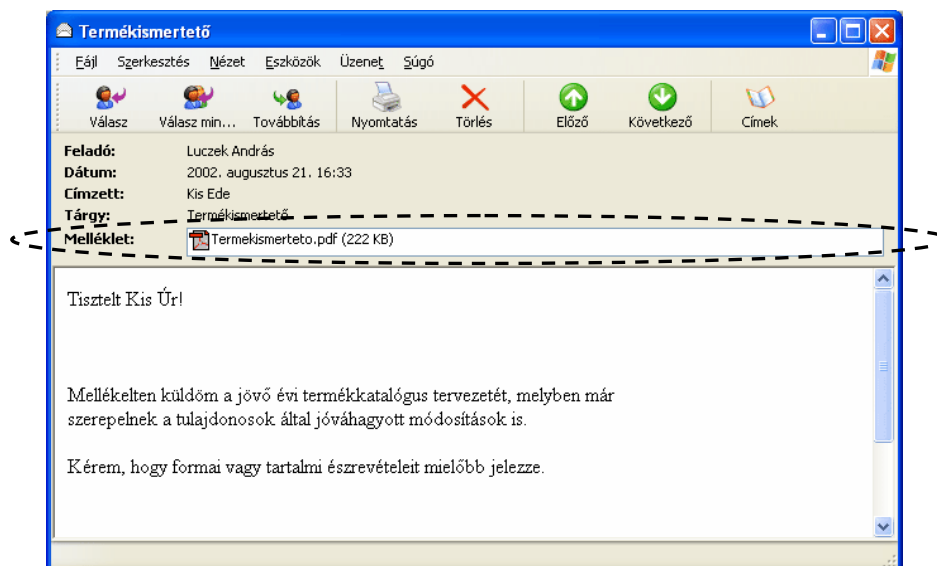 Termékismertető
Fájl Szerkesztés Nézet Eszközök Üzenet Súgó
Válasz Válasz min... Továbbítás Nyomtatás Törlés Előző Következő Címek
Feladó: Luczek András
Dátum: 2002. augusztus 21. 16:33
Címzett: Kis Ede
Tárgy: Termékismertető
Melléklet: Termekismerteto.pdf (222 KB)
Tisztelt Kis Úr!
Mellékelten küldöm a jövő évi termékkatalógus tervezetét, melyben már
szerepelnek a tulajdonosok által jóváhagyott módosítások is.
Kérem, hogy formai vagy tartalmi észrevételeit mielőbb jelezze.